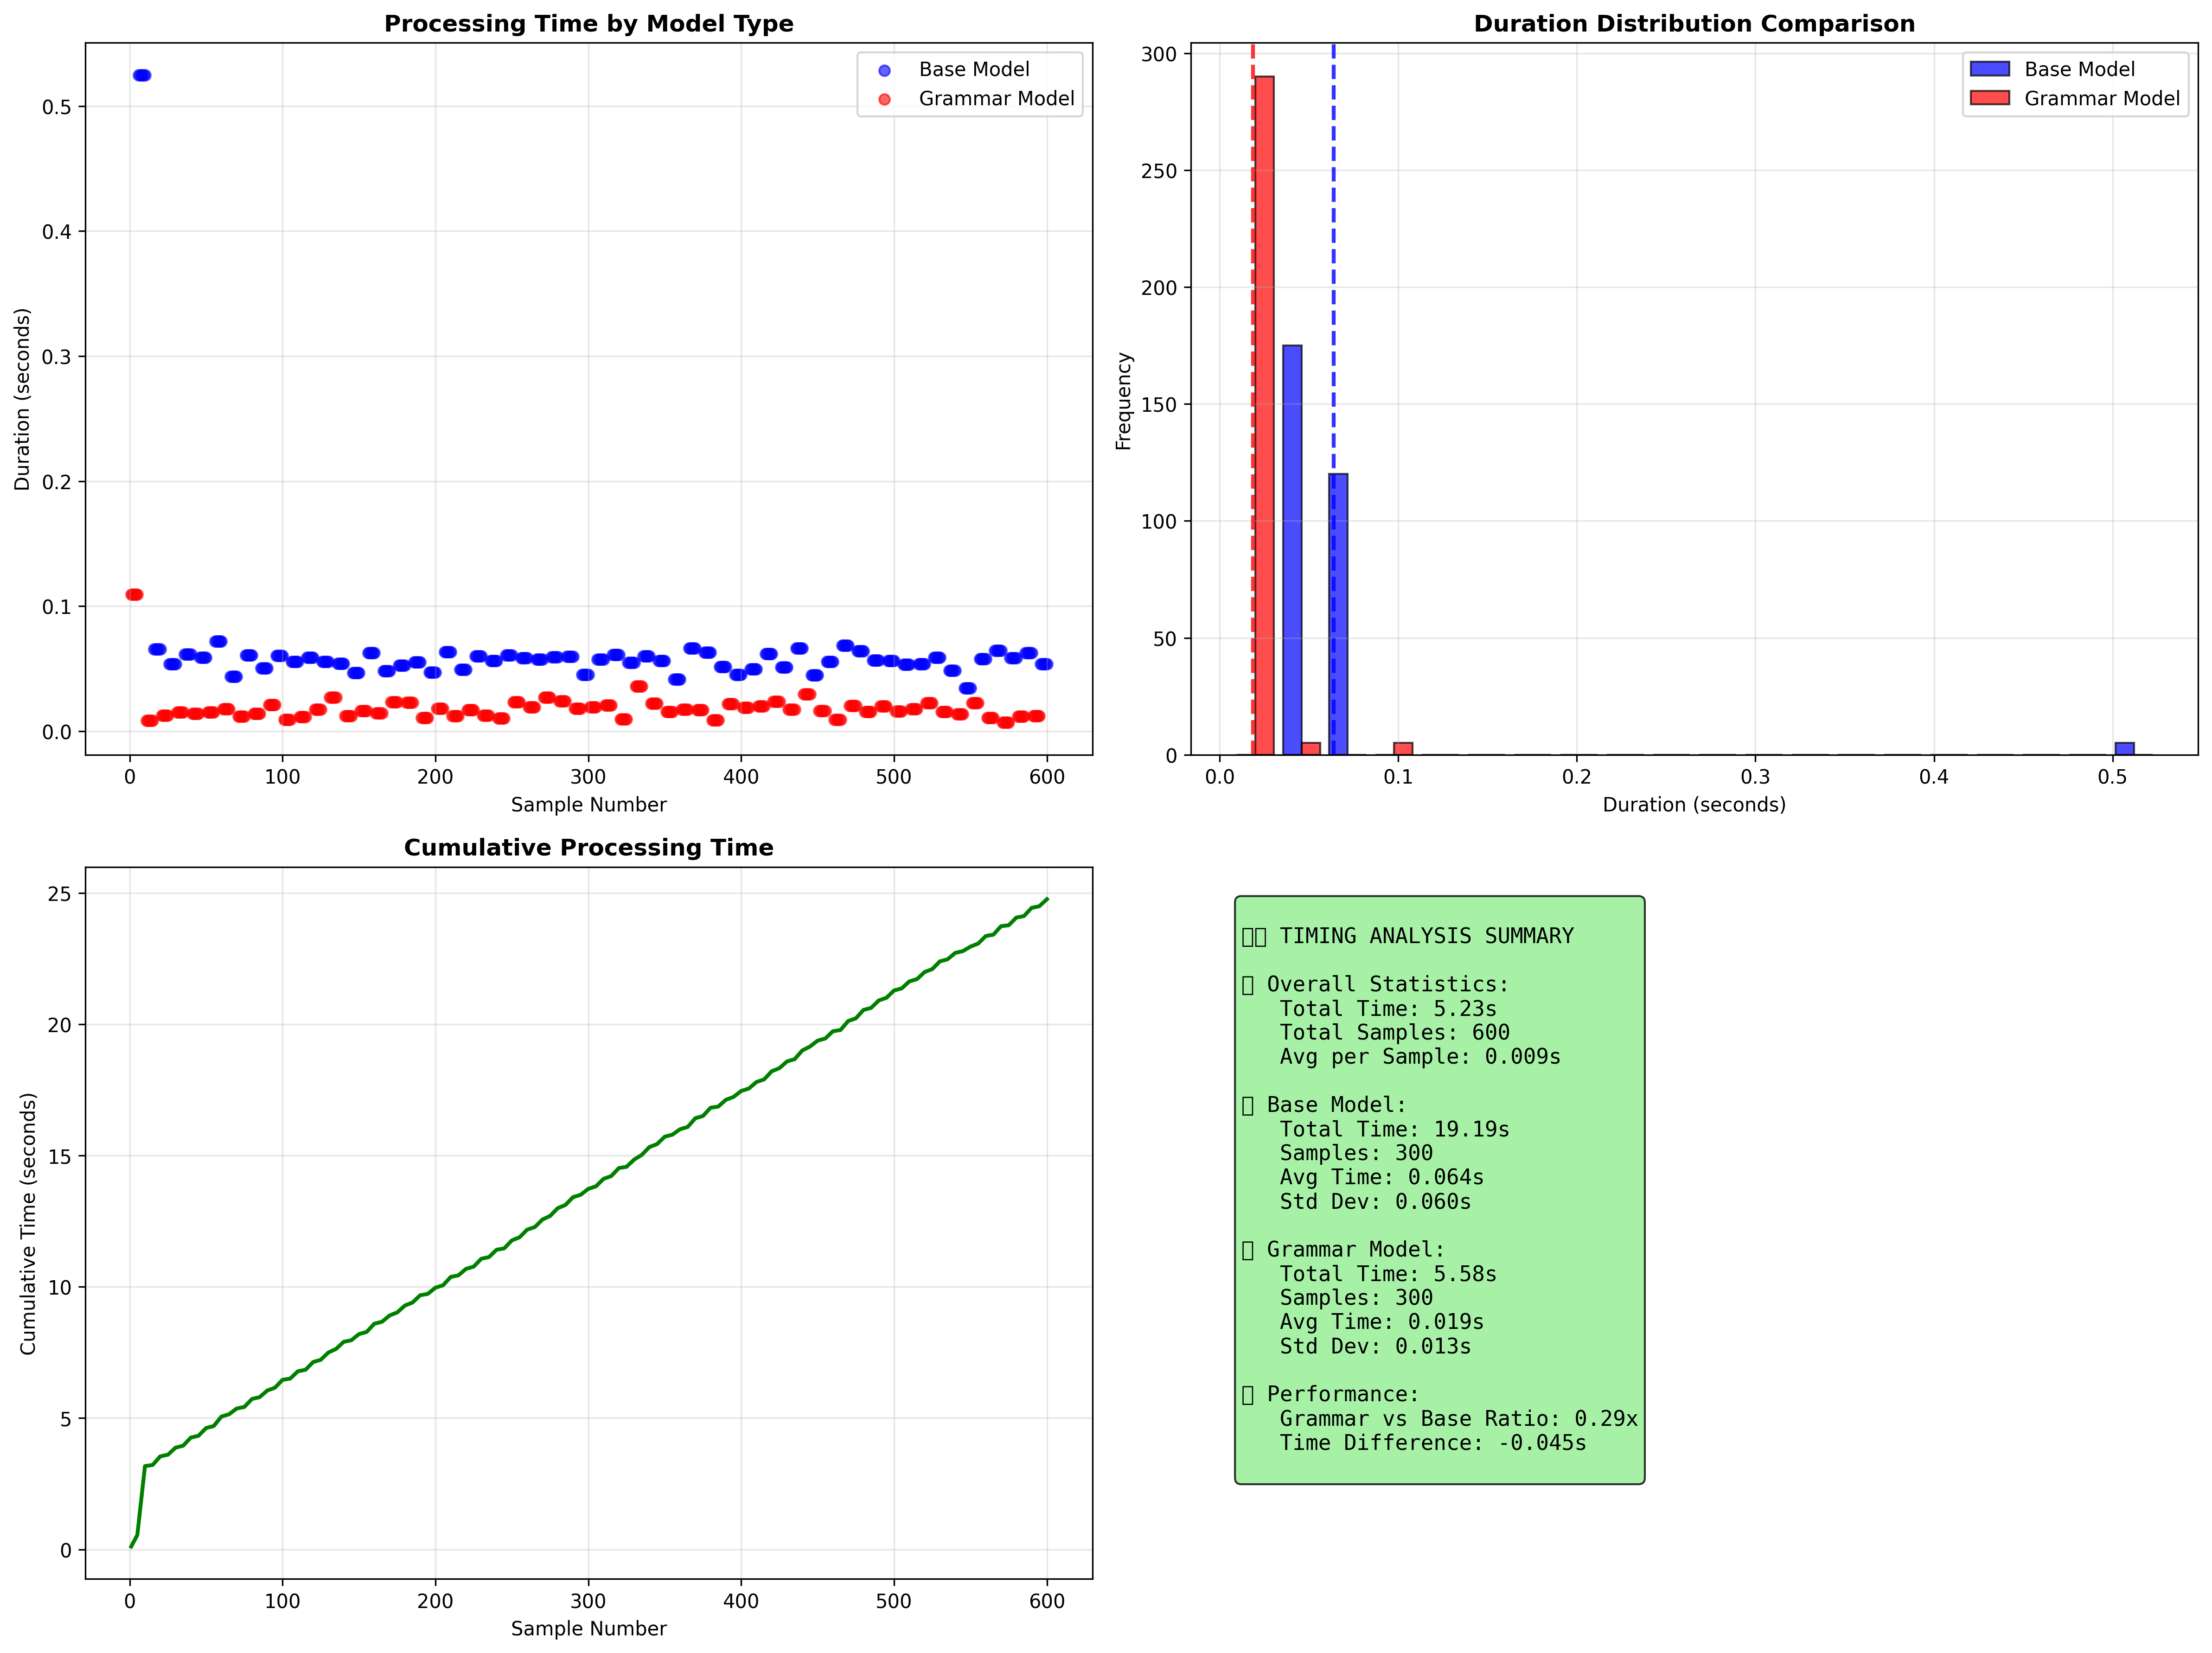 Processing Time by Model Type
Base Model
Grammar Model
Duration (seconds)
0.5
0.4
0.3
0.2
0.1
0.0
0 100 200 300 400 500 600
Sample Number
Duration Distribution Comparison
Base Model
Grammar Model
Frequency
300
250
200
150
100
50
0
0.0 0.1 0.2 0.3 0.4 0.5
Duration (seconds)
Cumulative Processing Time
Cumulative Time (seconds)
25
20
15
10
5
0
0 100 200 300 400 500 600
Sample Number
TIMING ANALYSIS SUMMARY
Overall Statistics:
Total Time: 5.23s
Total Samples: 600
Avg per Sample: 0.009s
Base Model:
Total Time: 19.19s
Samples: 300
Avg Time: 0.064s
Std Dev: 0.060s
Grammar Model:
Total Time: 5.58s
Samples: 300
Avg Time: 0.019s
Std Dev: 0.013s
Performance:
Grammar vs Base Ratio: 0.29x
Time Difference: -0.045s